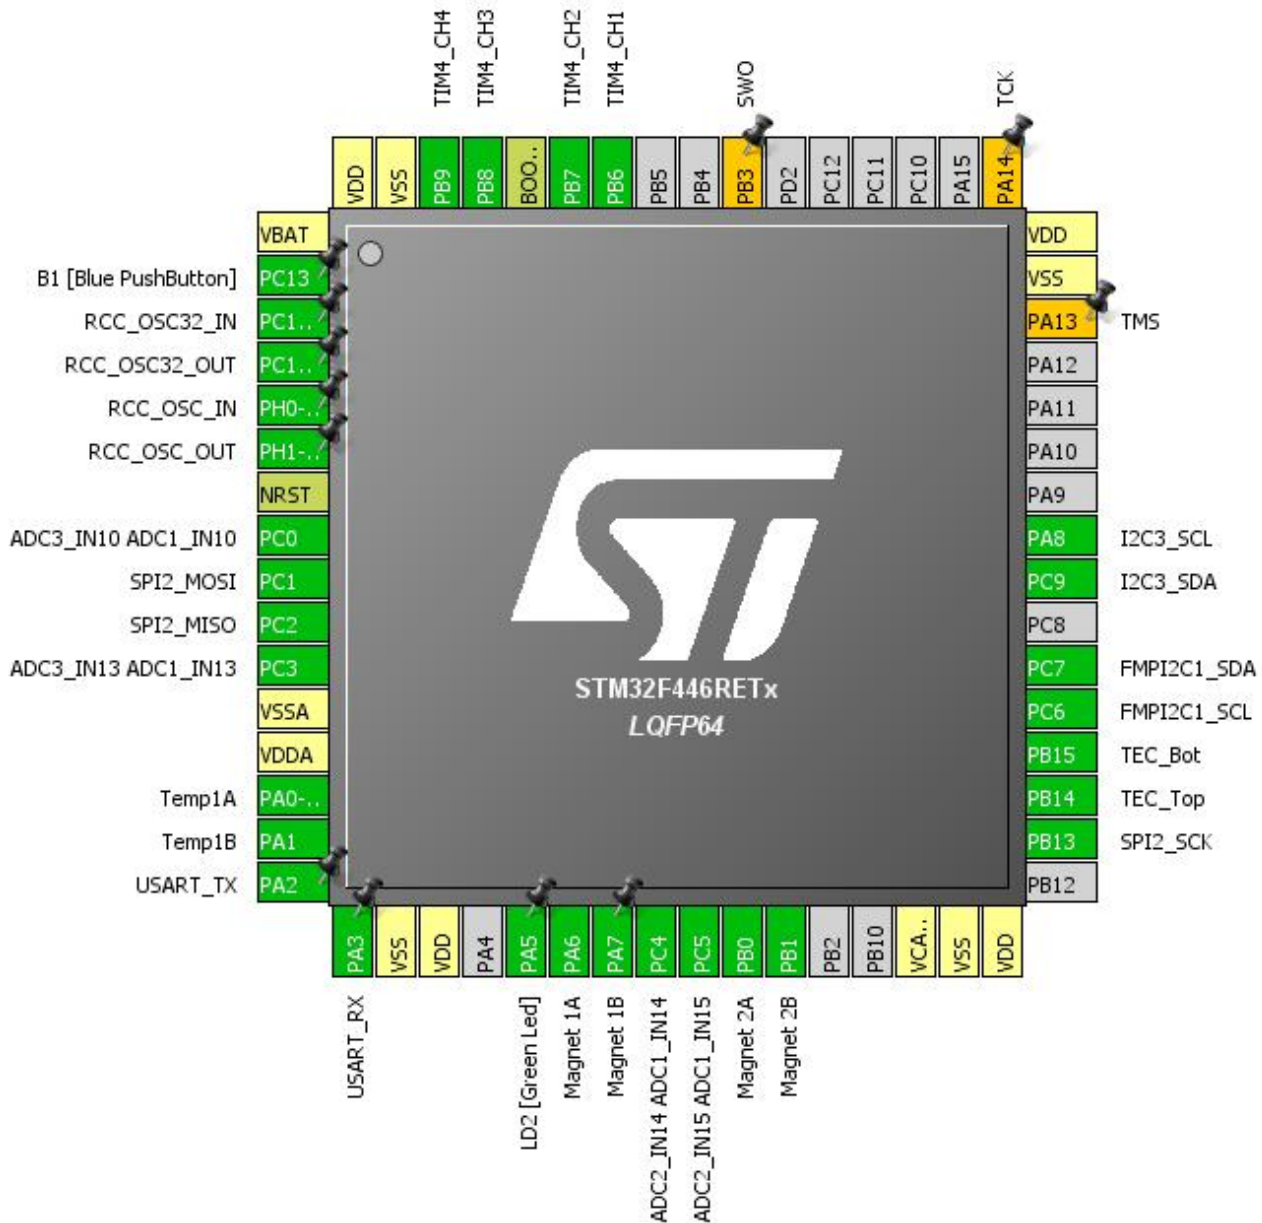 TIM4_CH4
TIM4_CH3
TIM4_CH2
TIM4_CH1
SWO
TCK
VDD
VSS
PB9
PB8
BOO..
PB7
PB6
PB5
PB4
PB3
PD2
PC12
PC11
PC10
PA15
PA14
VBAT
B1 [Blue PushButton] PC13
RCC_OSC32_IN PC1..
RCC_OSC32_OUT PC1..
RCC_OSC_IN PH0-..
RCC_OSC_OUT PH1-..
NRST
ADC3_IN10 ADC1_IN10 PC0
SPI2_MOSI PC1
SPI2_MISO PC2
ADC3_IN13 ADC1_IN13 PC3
VSSA
VDDA
Temp1A PA0-..
Temp1B PA1
USART_TX PA2
ST
STM32F446RETx
LQFP64
VDD
VSS
PA13 TMS
PA12
PA11
PA10
PA9
PA8 I2C3_SCL
PC9 I2C3_SDA
PC8
PC7 FMPI2C1_SDA
PC6 FMPI2C1_SCL
PB15 TEC_Bot
PB14 TEC_Top
PB13 SPI2_SCK
PB12
PA3
VSS
VDD
PA4
PA5
PA6
PA7
PC4
PC5
PB0
PB1
PB2
PB10
VCA..
VSS
VDD
USART_RX
LD2 [Green Led]
Magnet 1A
Magnet 1B
ADC2_IN14 ADC1_IN14
ADC2_IN15 ADC1_IN15
Magnet 2A
Magnet 2B